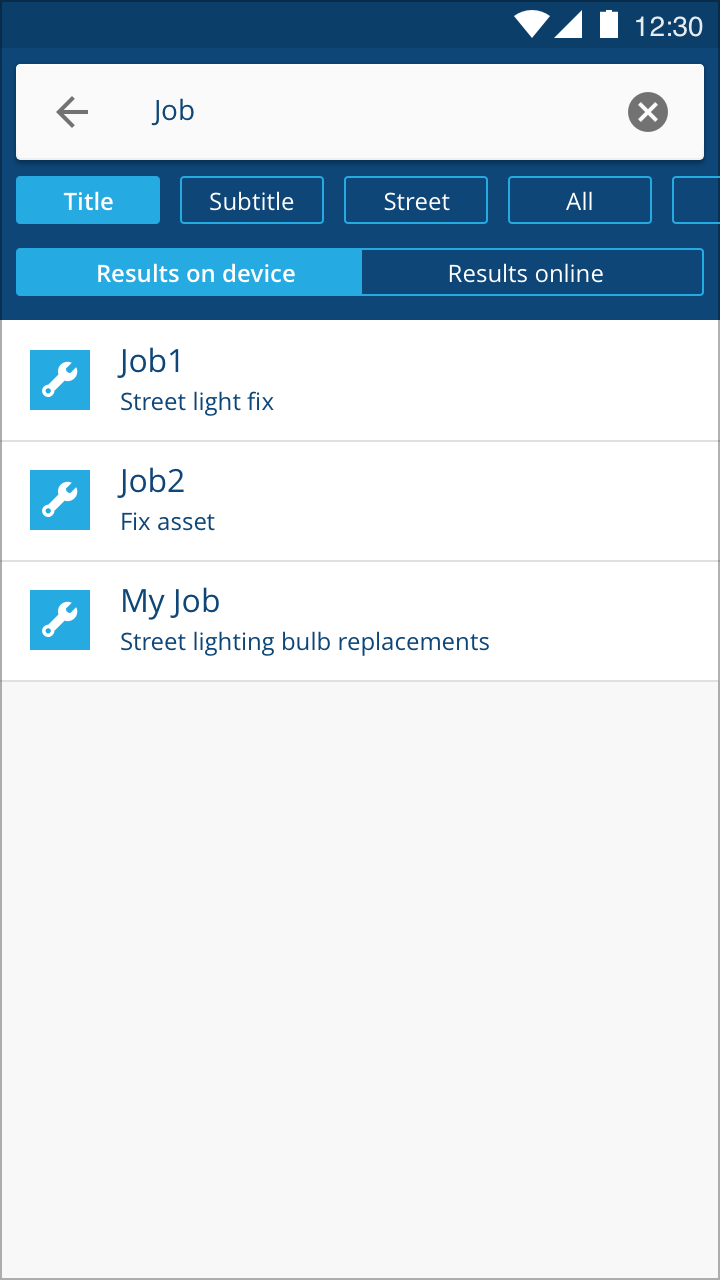 12:30
Job
Title Subtitle Street All
Results on device Results online
Job1
Street light fix
Job2
Fix asset
My Job
Street lighting bulb replacements